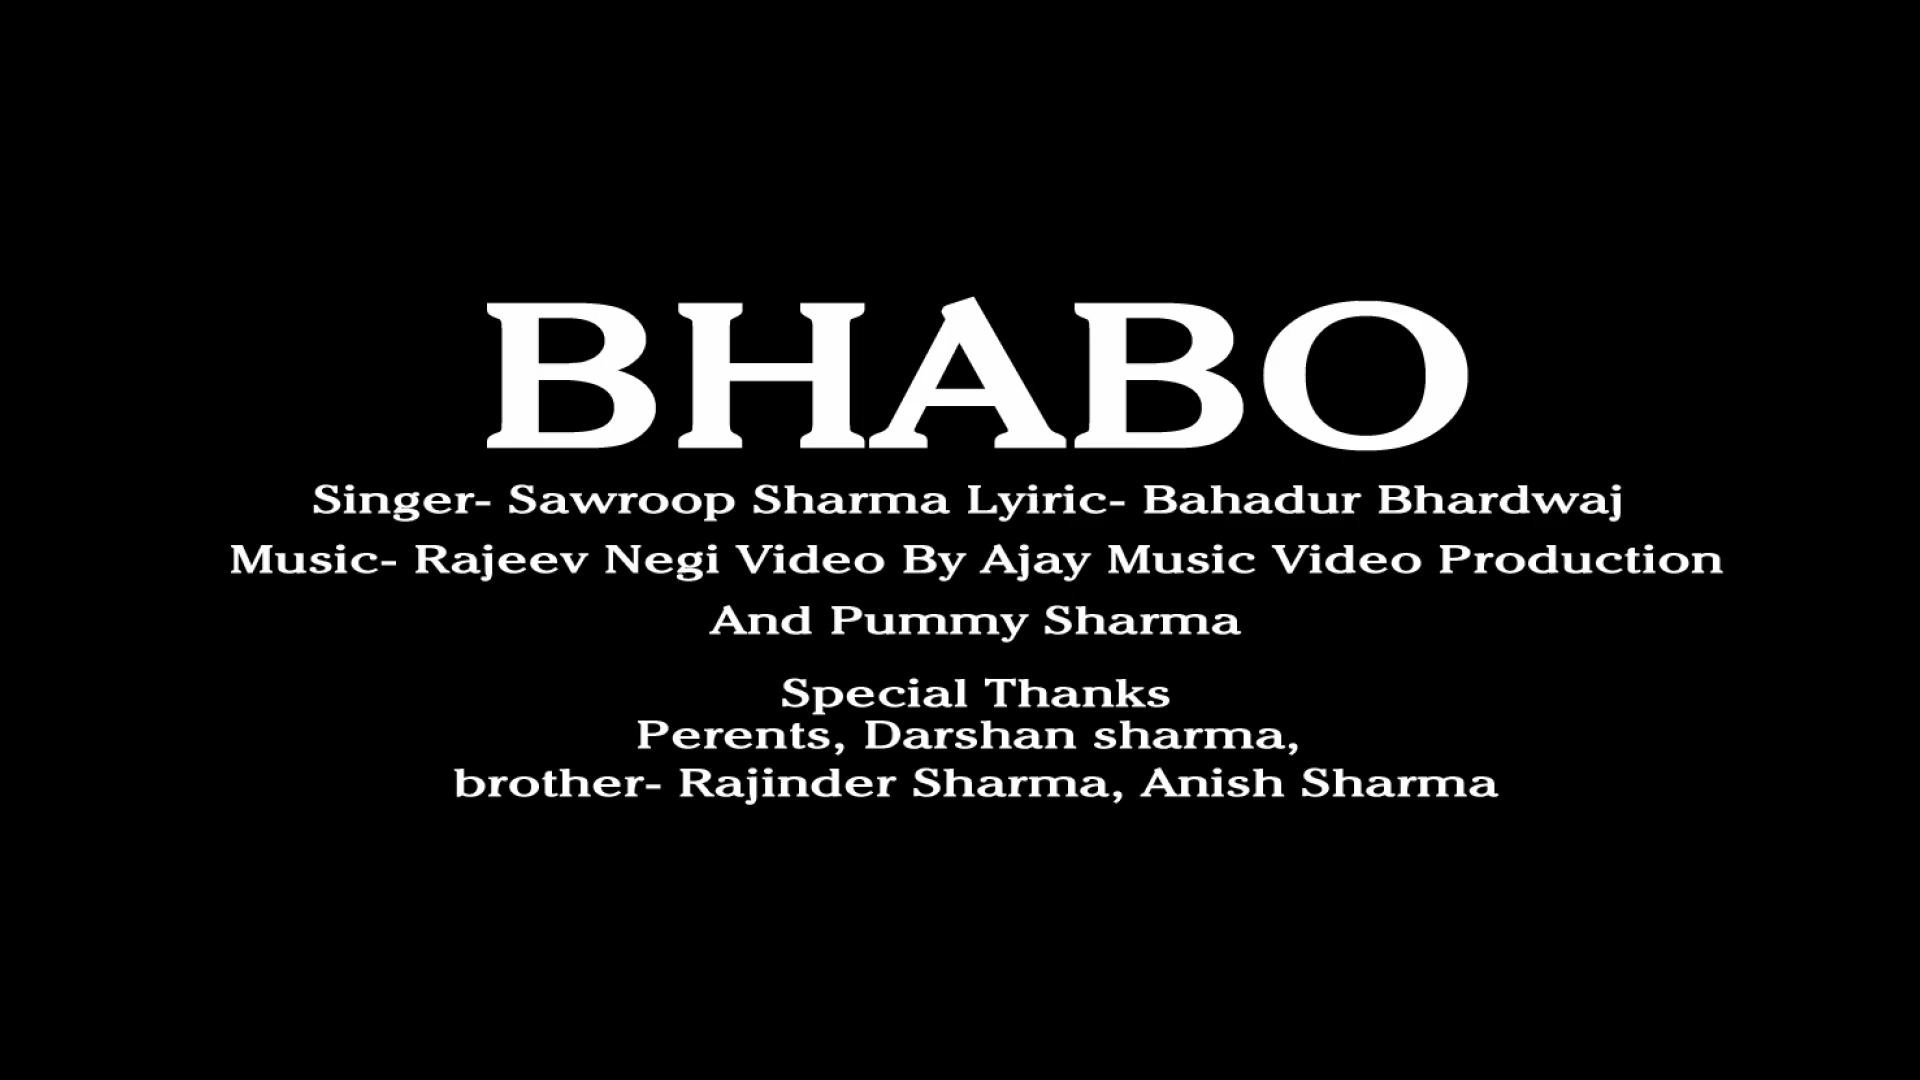 BHABO
Singer- Sawroop Sharma Lyiric- Bahadur Bhardwaj
Music- Rajeev Negi Video By Ajay Music Video Production
And Pummy Sharma
Special Thanks
Perents, Darshan sharma,
brother- Rajinder Sharma, Anish Sharma